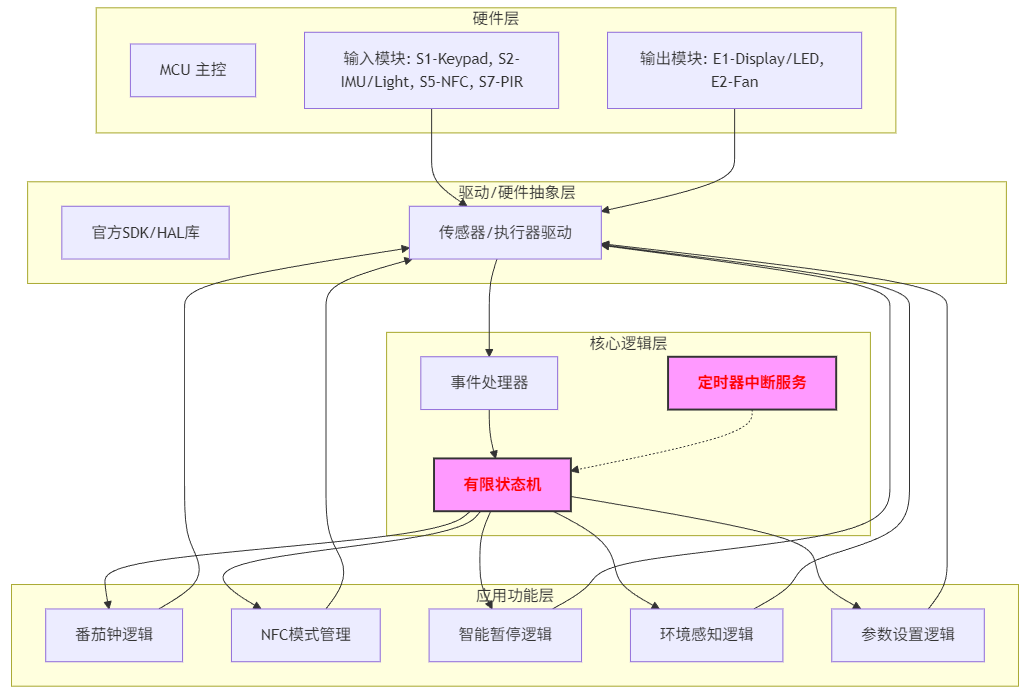 硬件层
MCU 主控
输入模块: S1-Keypad, S2-
IMU/Light, S5-NFC, S7-PIR
输出模块: E1-Display/LED,
E2-Fan
驱动/硬件抽象层
官方SDK/HAL库
传感器/执行器驱动
核心逻辑层
事件处理器
定时器中断服务
有限状态机
应用功能层
番茄钟逻辑
NFC模式管理
智能暂停逻辑
环境感知逻辑
参数设置逻辑